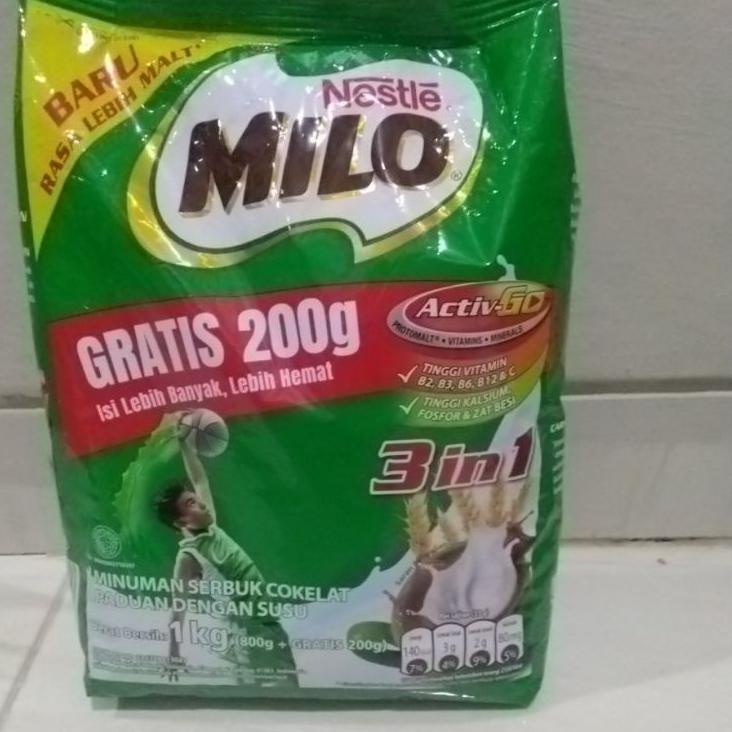 BARU
RASA LEBIH MALT*
Nestlé
MILO®
GRATIS 200g
Isi Lebih Banyak, Lebih Hemat
Activ-GO
PROTOMALT® • VITAMINS • MINERALS
TINGGI VITAMIN
B2, B3, B6, B12 & C
TINGGI KALSIUM,
FOSFOR & ZAT BESI
3 in 1
MINUMAN SERBUK COKELAT
PADUAN DENGAN SUSU
Berat Bersih: 1 kg (800g + GRATIS 200g)
140 3 g 2 g 80mg
7% 4% 9% 5%